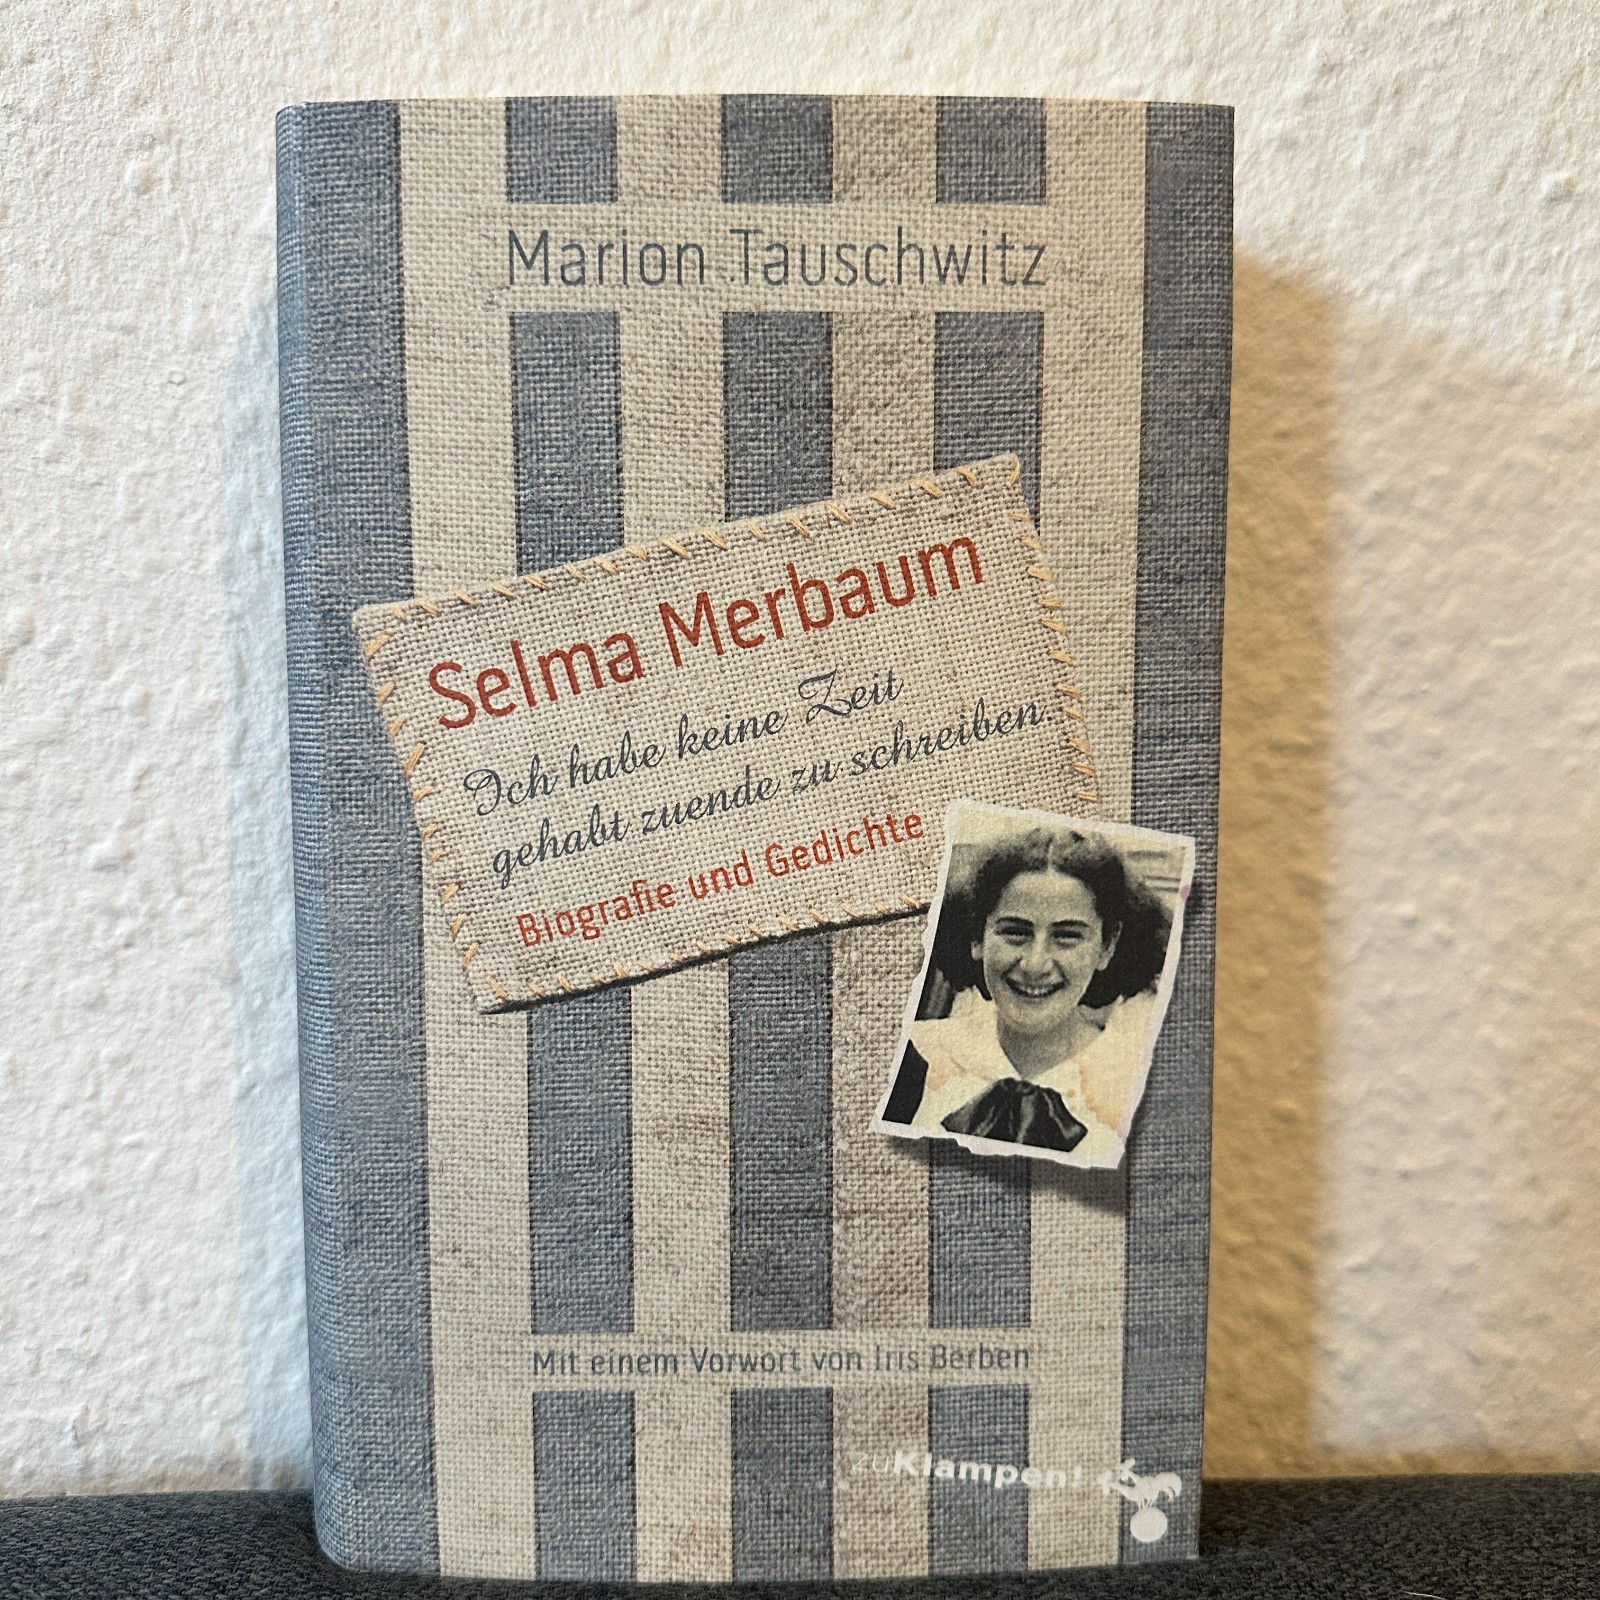 Marion Tauschwitz
Selma Merbaum
Ich habe keine Zeit
gehabt zuende zu schreiben.
Biografie und Gedichte
Mit einem Vorwort von Iris Berben
zuKlampen!